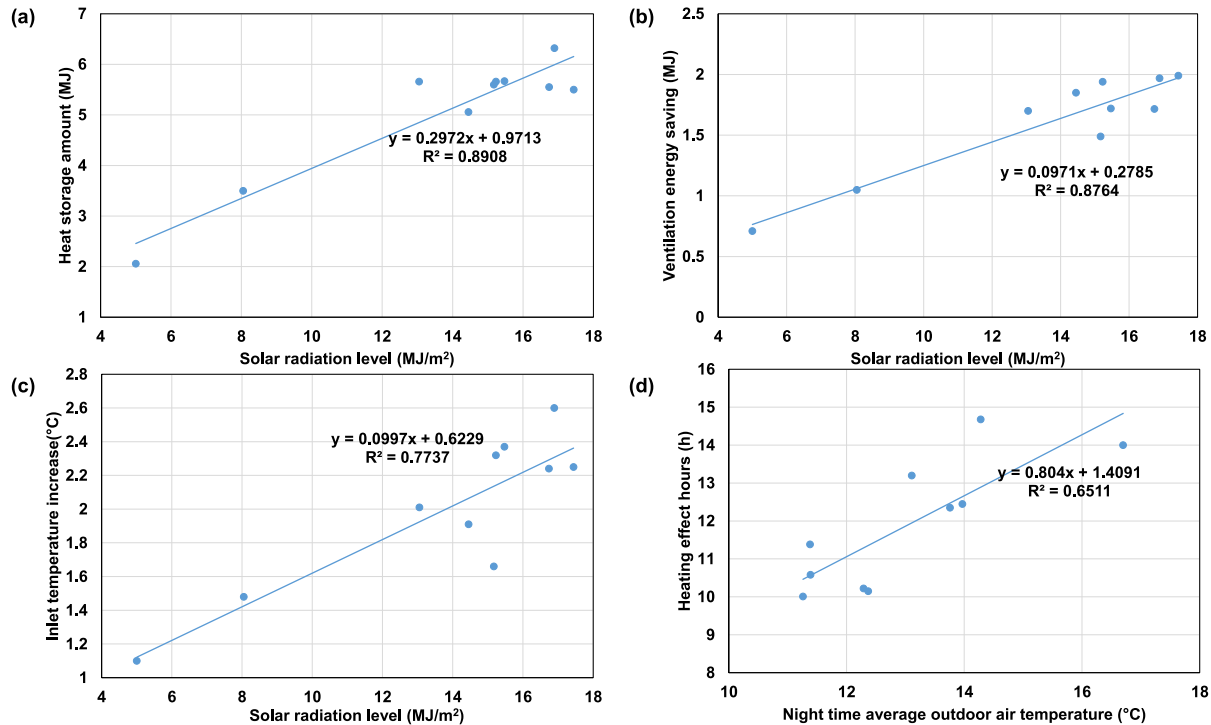 (a)
Heat storage amount (MJ)
7
6
5
4
3
2
1
y = 0.2972x + 0.9713
R² = 0.8908
4 6 8 10 12 14 16 18
Solar radiation level (MJ/m²)
(b)
Ventilation energy saving (MJ)
2.5
2
1.5
1
0.5
0
y = 0.0971x + 0.2785
R² = 0.8764
4 6 8 10 12 14 16 18
Solar radiation level (MJ/m²)
(c)
Inlet temperature increase(°C)
2.8
2.6
2.4
2.2
2
1.8
1.6
1.4
1.2
1
y = 0.0997x + 0.6229
R² = 0.7737
4 6 8 10 12 14 16 18
Solar radiation level (MJ/m²)
(d)
Heating effect hours (h)
16
15
14
13
12
11
10
9
8
y = 0.804x + 1.4091
R² = 0.6511
10 12 14 16 18
Night time average outdoor air temperature (°C)